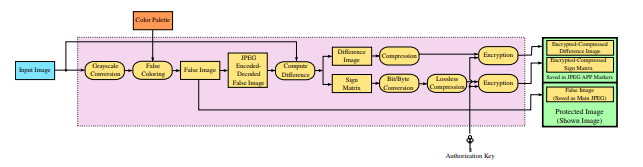 Color Palette
Input Image
Grayscale
Conversion
False
Coloring
False Image
JPEG
Encoded-
Decoded
False Image
Compute
Difference
Difference
Image
Compression
Encryption
Sign
Matrix
Bit/Byte
Conversion
Lossless
Compression
Encryption
Encrypted-Compressed
Difference Image
Encrypted-Compressed
Sign Matrix
Saved in JPEG APP Markers
False Image
(Saved as Main JPEG)
Protected Image
(Shown Image)
Authorization Key